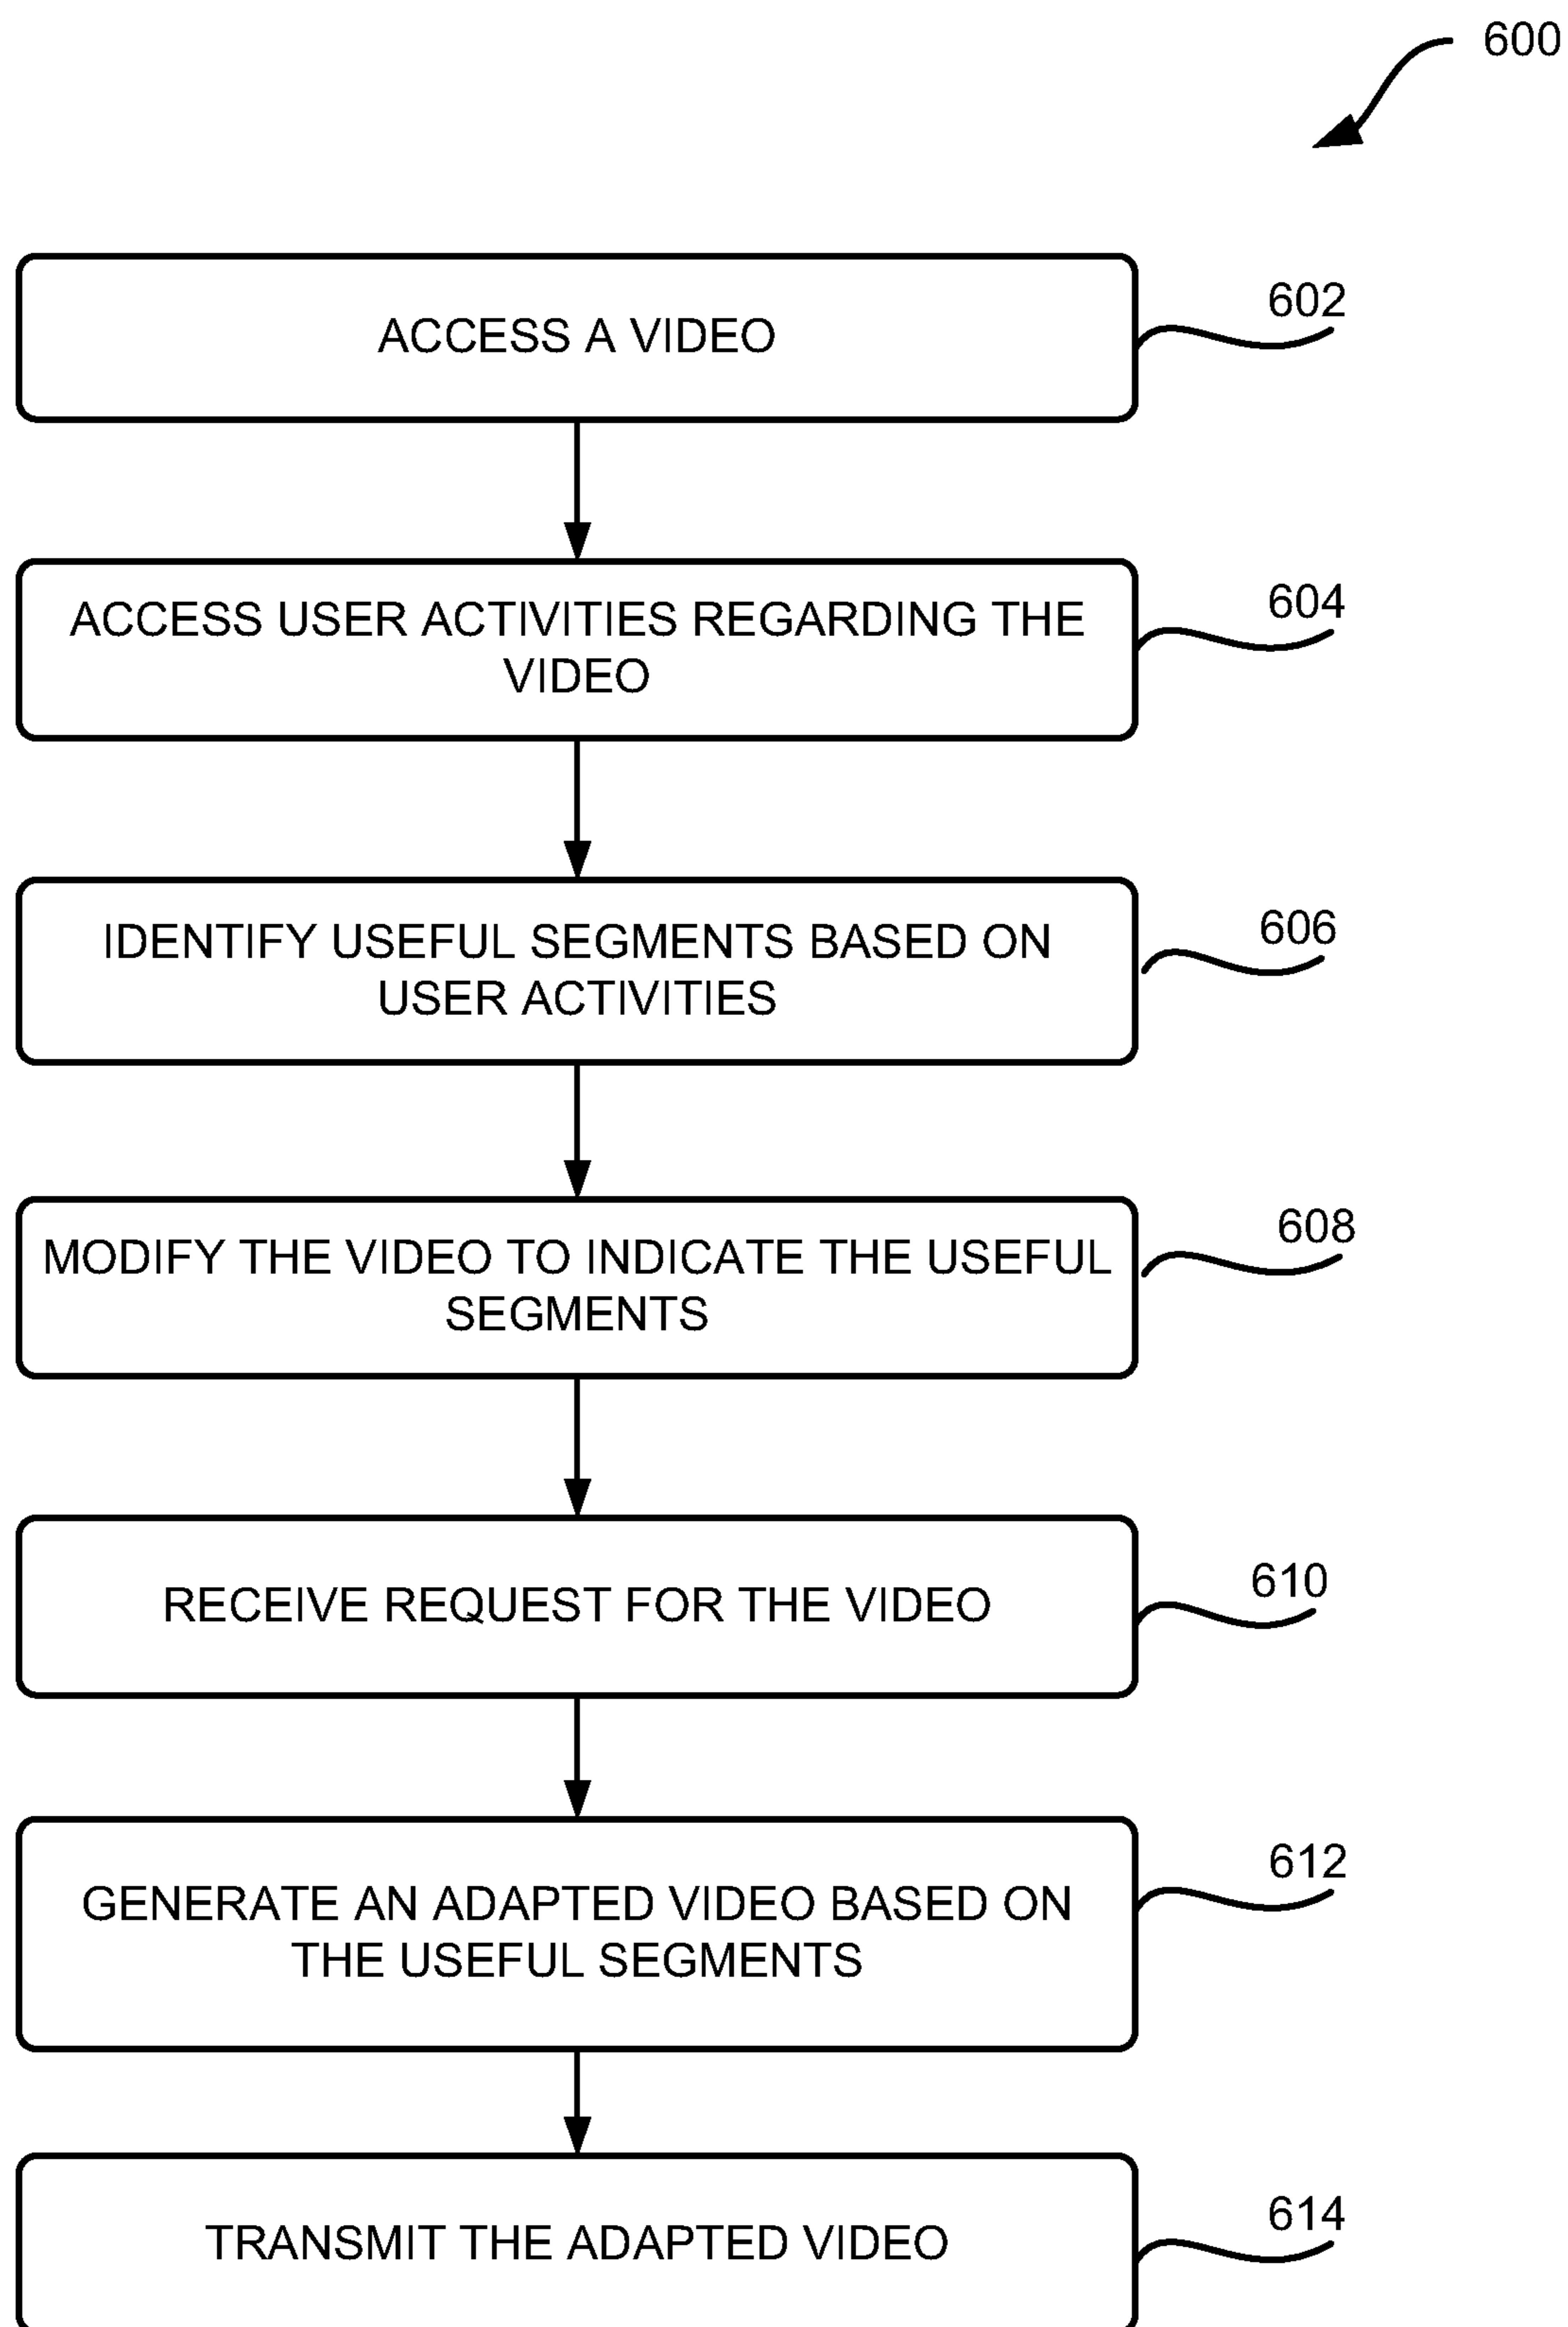 600
ACCESS A VIDEO
602
ACCESS USER ACTIVITIES REGARDING THE
VIDEO
604
IDENTIFY USEFUL SEGMENTS BASED ON
USER ACTIVITIES
606
MODIFY THE VIDEO TO INDICATE THE USEFUL
SEGMENTS
608
RECEIVE REQUEST FOR THE VIDEO
610
GENERATE AN ADAPTED VIDEO BASED ON
THE USEFUL SEGMENTS
612
TRANSMIT THE ADAPTED VIDEO
614